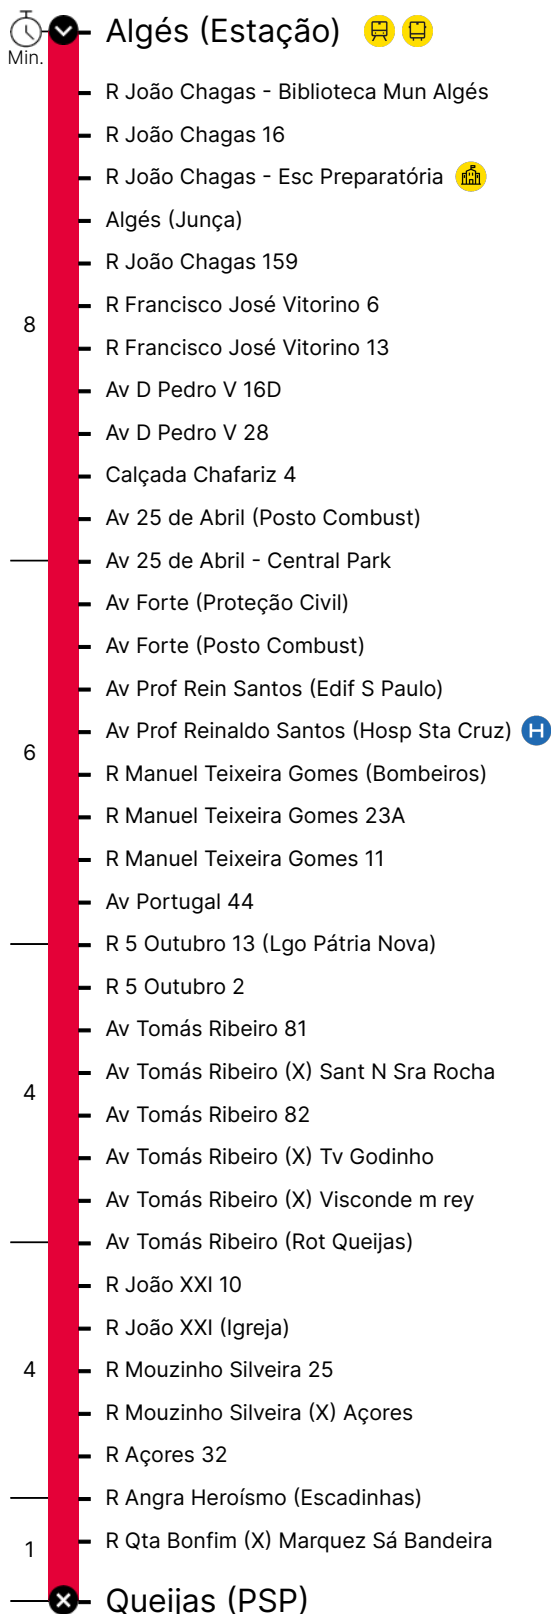 Algés (Estação)
Min.
R João Chagas - Biblioteca Mun Algés
R João Chagas 16
R João Chagas - Esc Preparatória
Algés (Junça)
R João Chagas 159
R Francisco José Vitorino 6
8
R Francisco José Vitorino 13
Av D Pedro V 16D
Av D Pedro V 28
Calçada Chafariz 4
Av 25 de Abril (Posto Combust)
Av 25 de Abril - Central Park
Av Forte (Proteção Civil)
Av Forte (Posto Combust)
Av Prof Rein Santos (Edif S Paulo)
Av Prof Reinaldo Santos (Hosp Sta Cruz) H
6
R Manuel Teixeira Gomes (Bombeiros)
R Manuel Teixeira Gomes 23A
R Manuel Teixeira Gomes 11
Av Portugal 44
R 5 Outubro 13 (Lgo Pátria Nova)
R 5 Outubro 2
Av Tomás Ribeiro 81
Av Tomás Ribeiro (X) Sant N Sra Rocha
4
Av Tomás Ribeiro 82
Av Tomás Ribeiro (X) Tv Godinho
Av Tomás Ribeiro (X) Visconde m rey
Av Tomás Ribeiro (Rot Queijas)
R João XXI 10
R João XXI (Igreja)
4
R Mouzinho Silveira 25
R Mouzinho Silveira (X) Açores
R Açores 32
R Angra Heroísmo (Escadinhas)
R Qta Bonfim (X) Marquez Sá Bandeira
1
Queijas (PSP)